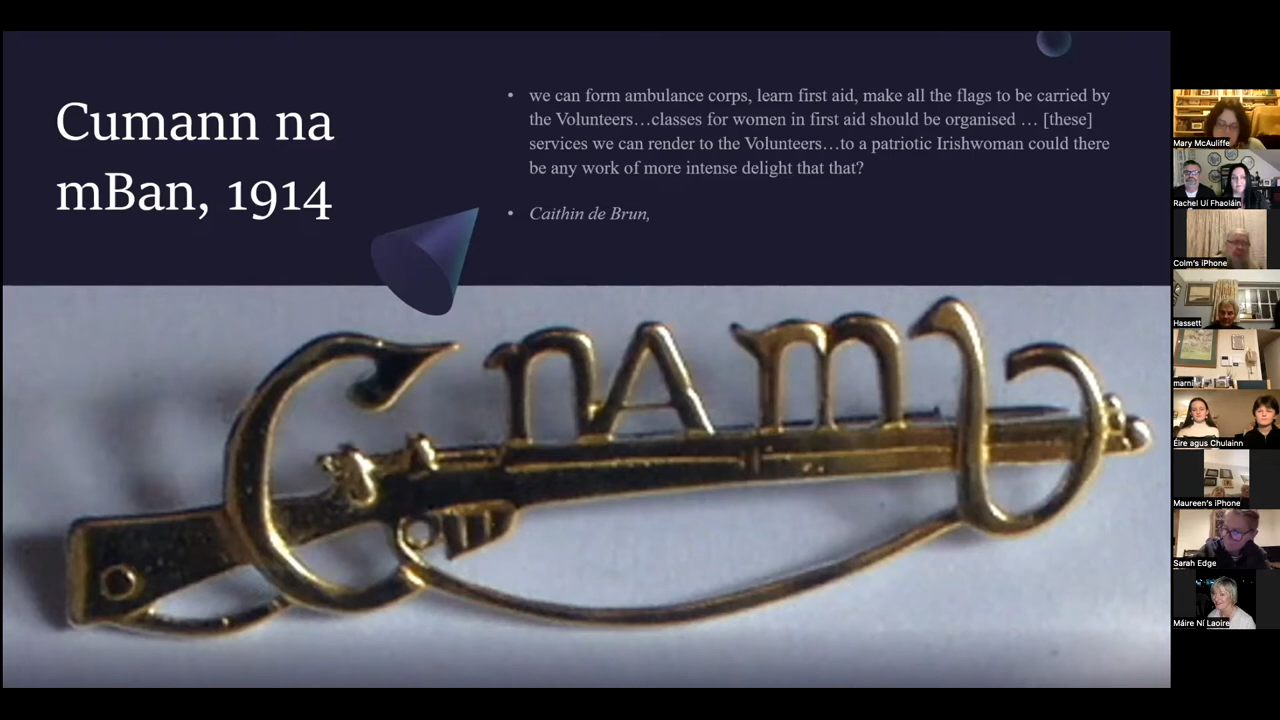 Cumann na
mBan, 1914
• we can form ambulance corps, learn first aid, make all the flags to be carried by
the Volunteers…classes for women in first aid should be organised … [these]
services we can render to the Volunteers…to a patriotic Irishwoman could there
be any work of more intense delight that that?
• Caithin de Brun,
C na mb
Mary McAuliffe
Rachel Uí Fhaoláin
Colm's iPhone
Hassett
Éire agus Chulainn
Maureen's iPhone
Sarah Edge
Máire Ní Laoire